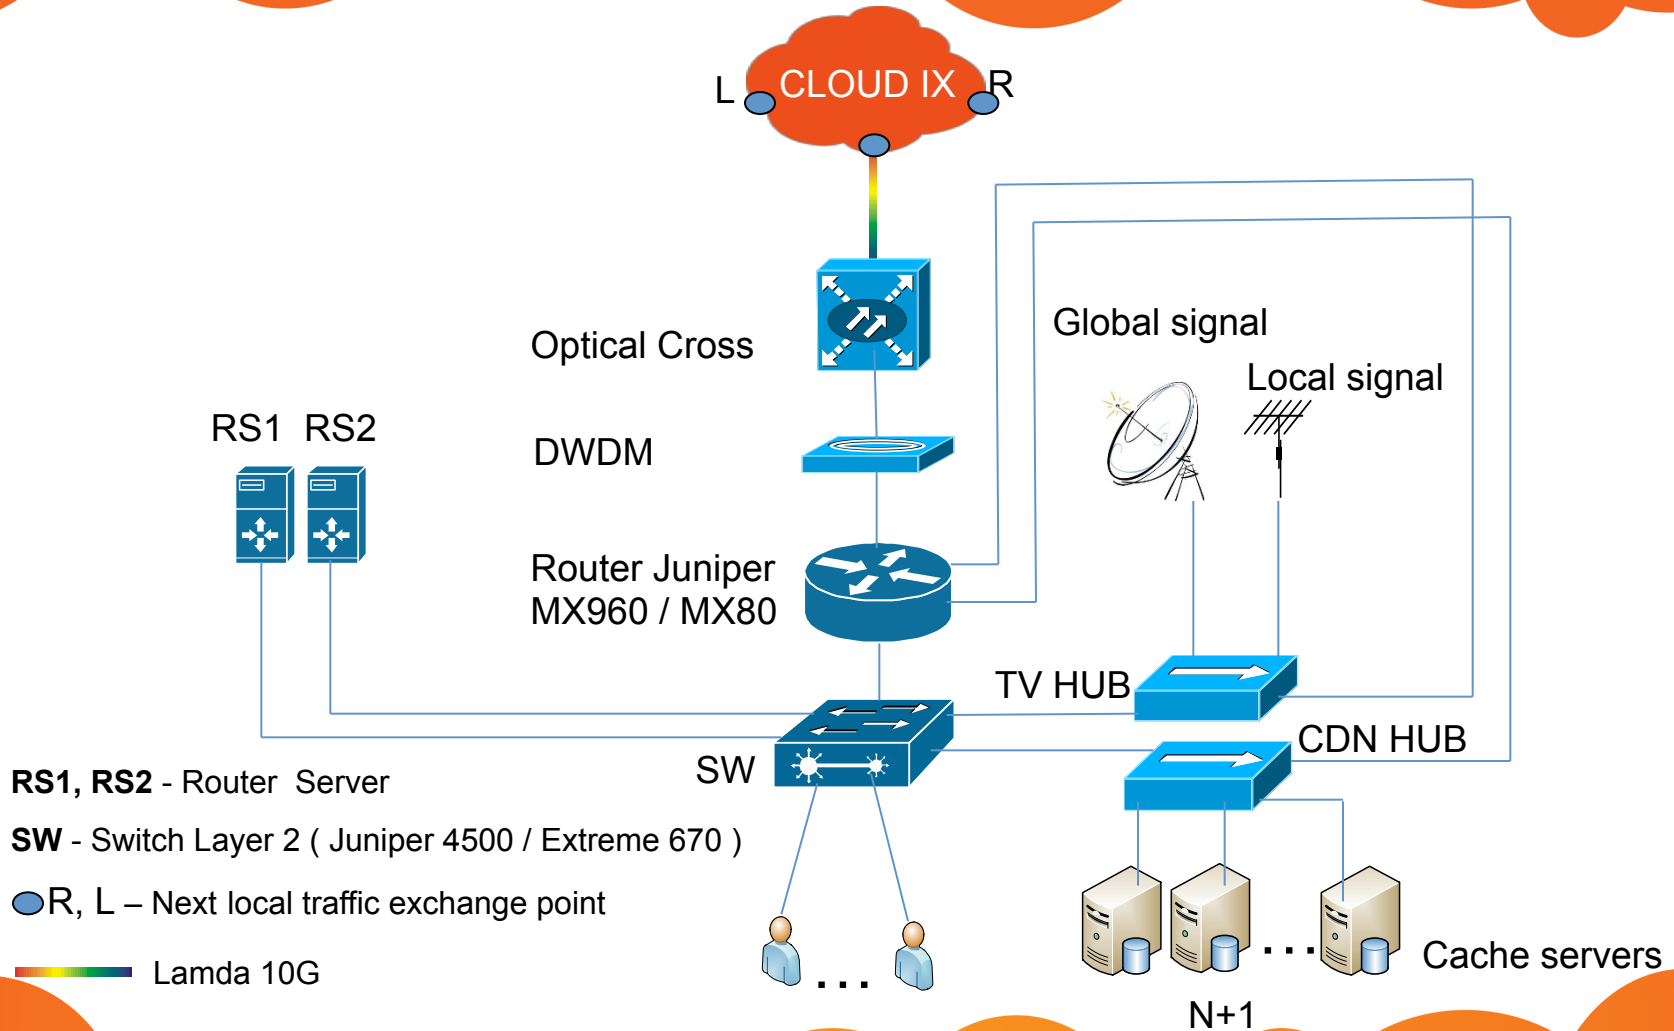 L
CLOUD IX
R
Global signal
Optical Cross
Local signal
RS1 RS2
DWDM
Router Juniper
MX960 / MX80
TV HUB
CDN HUB
SW
RS1, RS2 - Router Server
SW - Switch Layer 2 ( Juniper 4500 / Extreme 670 )
R, L – Next local traffic exchange point
Lamda 10G
...
...
Cache servers
N+1